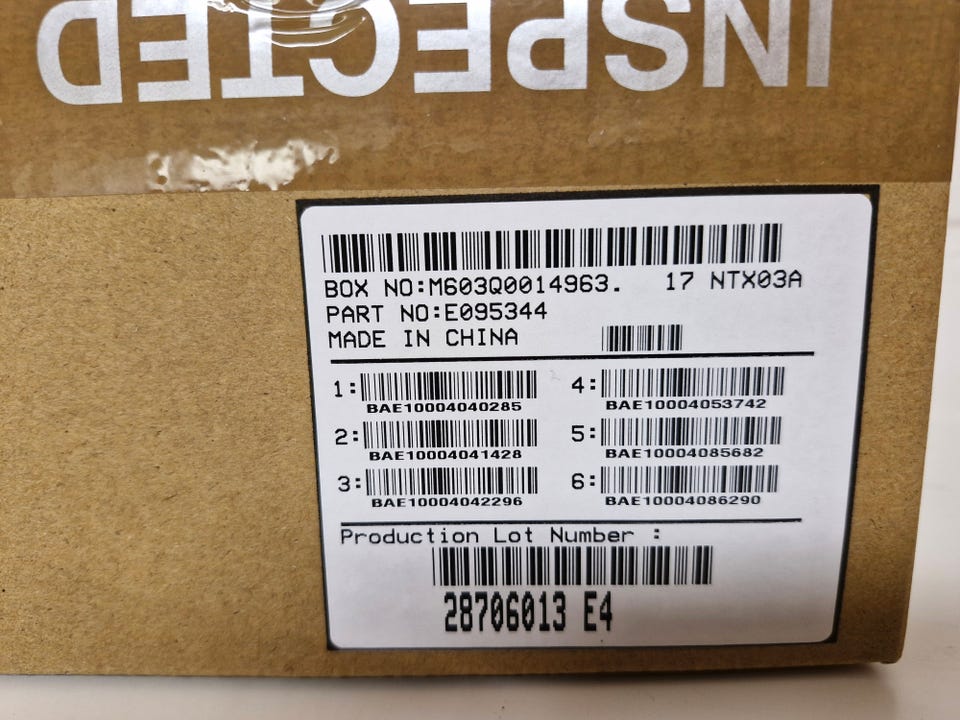 INSPECTED
BOX NO:M603Q0014963. 17 NTX03A
PART NO:E095344
MADE IN CHINA
1: BAE10004040285
2: BAE10004041428
3: BAE10004042296
4: BAE10004053742
5: BAE10004085682
6: BAE10004086290
Production Lot Number :
28706013 E4